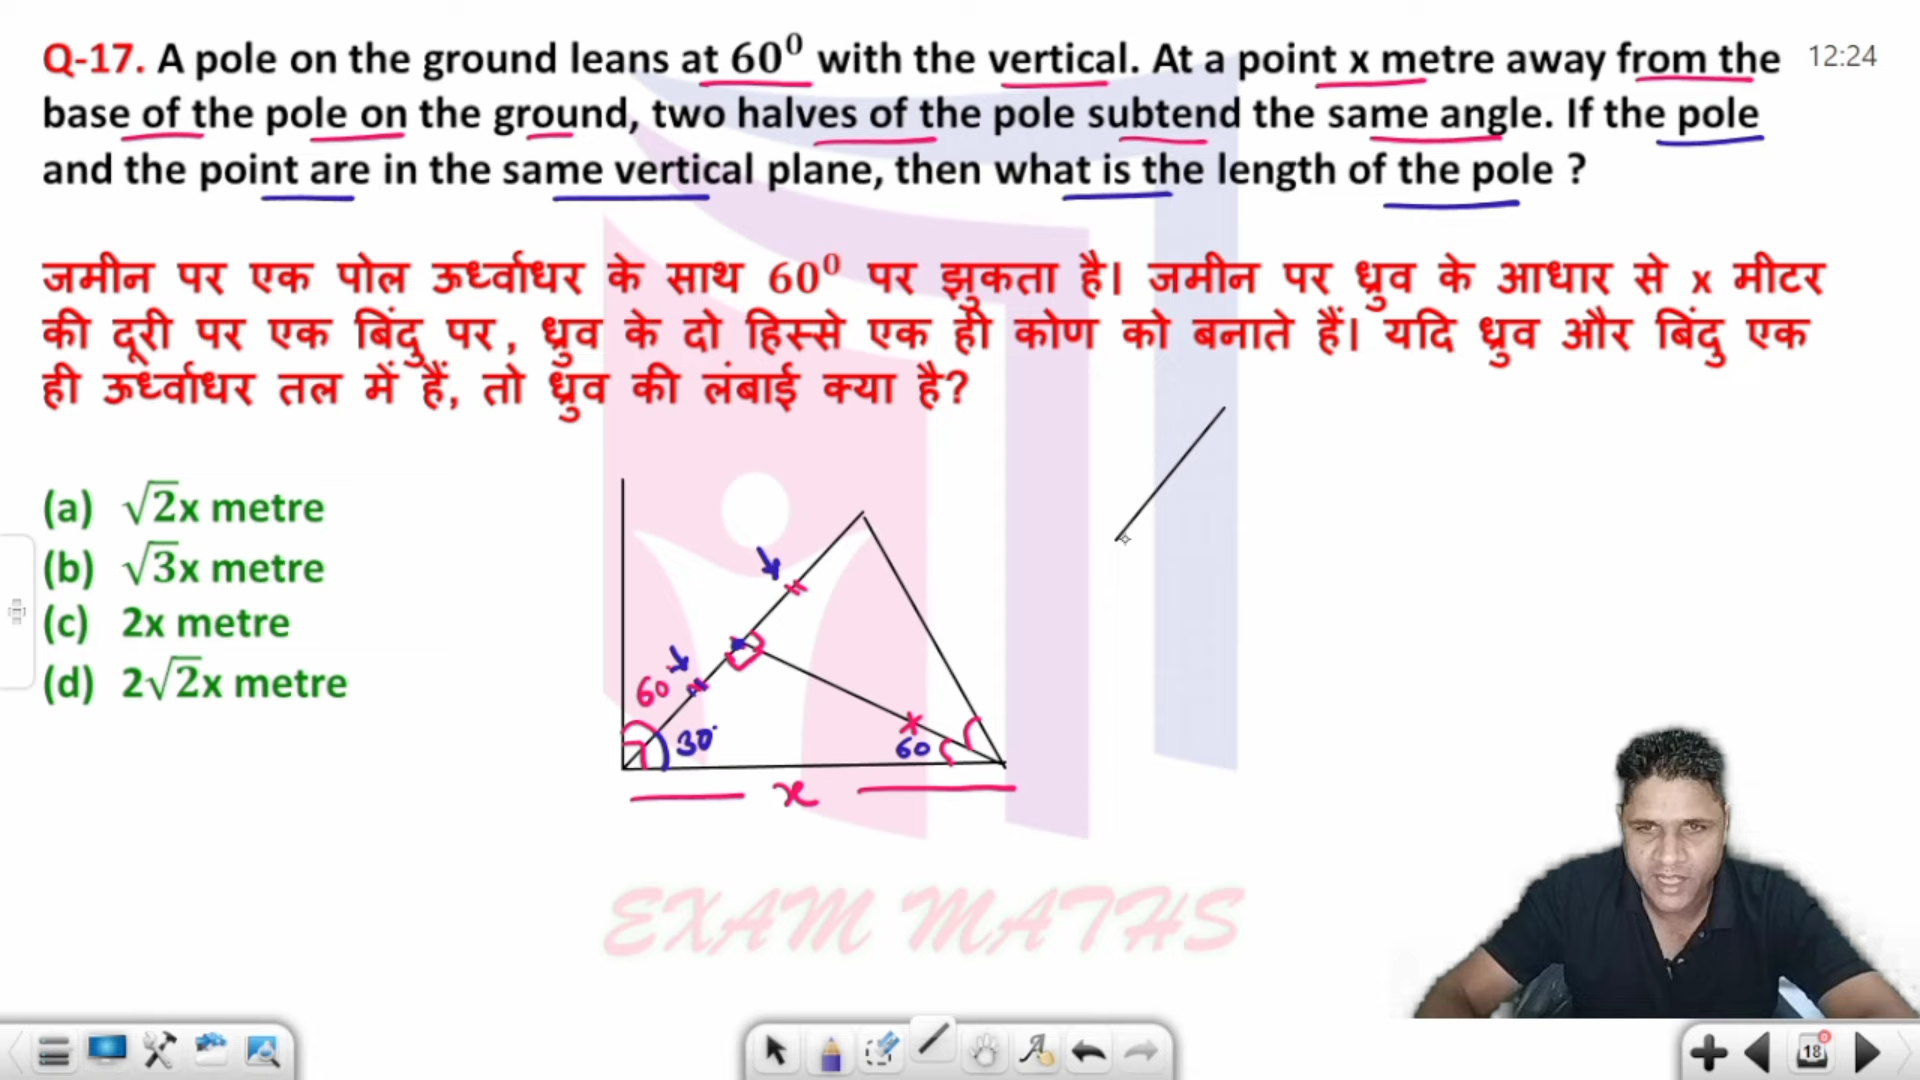 Q-17. A pole on the ground leans at 60⁰ with the vertical. At a point x metre away from the
12:24
base of the pole on the ground, two halves of the pole subtend the same angle. If the pole
and the point are in the same vertical plane, then what is the length of the pole ?
जमीन पर एक पोल ऊर्ध्वाधर के साथ 60⁰ पर झुकता है। जमीन पर ध्रुव के आधार से x मीटर
की दूरी पर एक बिंदु पर, ध्रुव के दो हिस्से एक ही कोण को बनाते हैं। यदि ध्रुव और बिंदु एक
ही ऊर्ध्वाधर तल में हैं, तो ध्रुव की लंबाई क्या है?
(a) √2x metre
(b) √3x metre
(c) 2x metre
(d) 2√2x metre
60
30°
60
x
EXAM MATHS
18